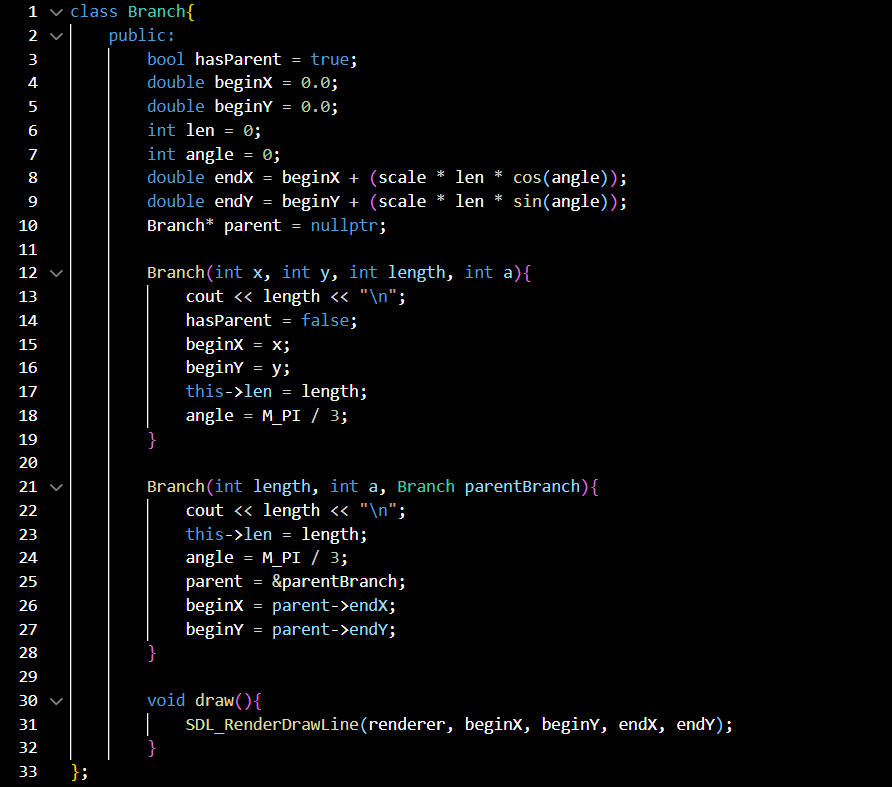 1 class Branch{
2     public:
3         bool hasParent = true;
4         double beginX = 0.0;
5         double beginY = 0.0;
6         int len = 0;
7         int angle = 0;
8         double endX = beginX + (scale * len * cos(angle));
9         double endY = beginY + (scale * len * sin(angle));
10         Branch* parent = nullptr;
11
12         Branch(int x, int y, int length, int a){
13             cout << length << "\n";
14             hasParent = false;
15             beginX = x;
16             beginY = y;
17             this->len = length;
18             angle = M_PI / 3;
19         }
20
21         Branch(int length, int a, Branch parentBranch){
22             cout << length << "\n";
23             this->len = length;
24             angle = M_PI / 3;
25             parent = &parentBranch;
26             beginX = parent->endX;
27             beginY = parent->endY;
28         }
29
30         void draw(){
31             SDL_RenderDrawLine(renderer, beginX, beginY, endX, endY);
32         }
33 };